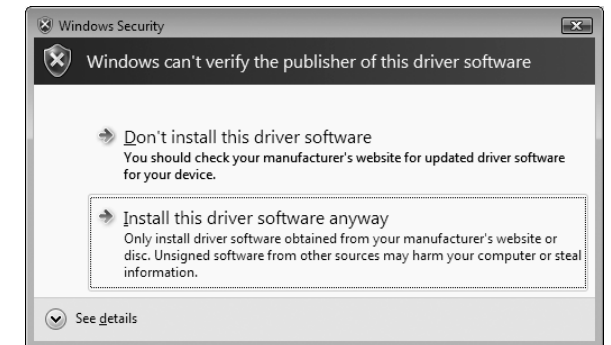 Windows Security
Windows can't verify the publisher of this driver software
Don't install this driver software
You should check your manufacturer's website for updated driver software
for your device.
Install this driver software anyway
Only install driver software obtained from your manufacturer's website or
disc. Unsigned software from other sources may harm your computer or steal
information.
See details